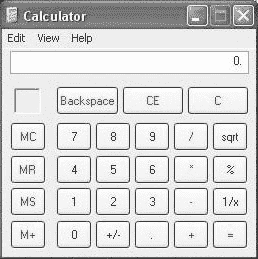 Calculator
Edit View Help
0.
Backspace CE C
MC 7 8 9 / sqrt
MR 4 5 6 * %
MS 1 2 3 - 1/x
M+ 0 +/- . + =